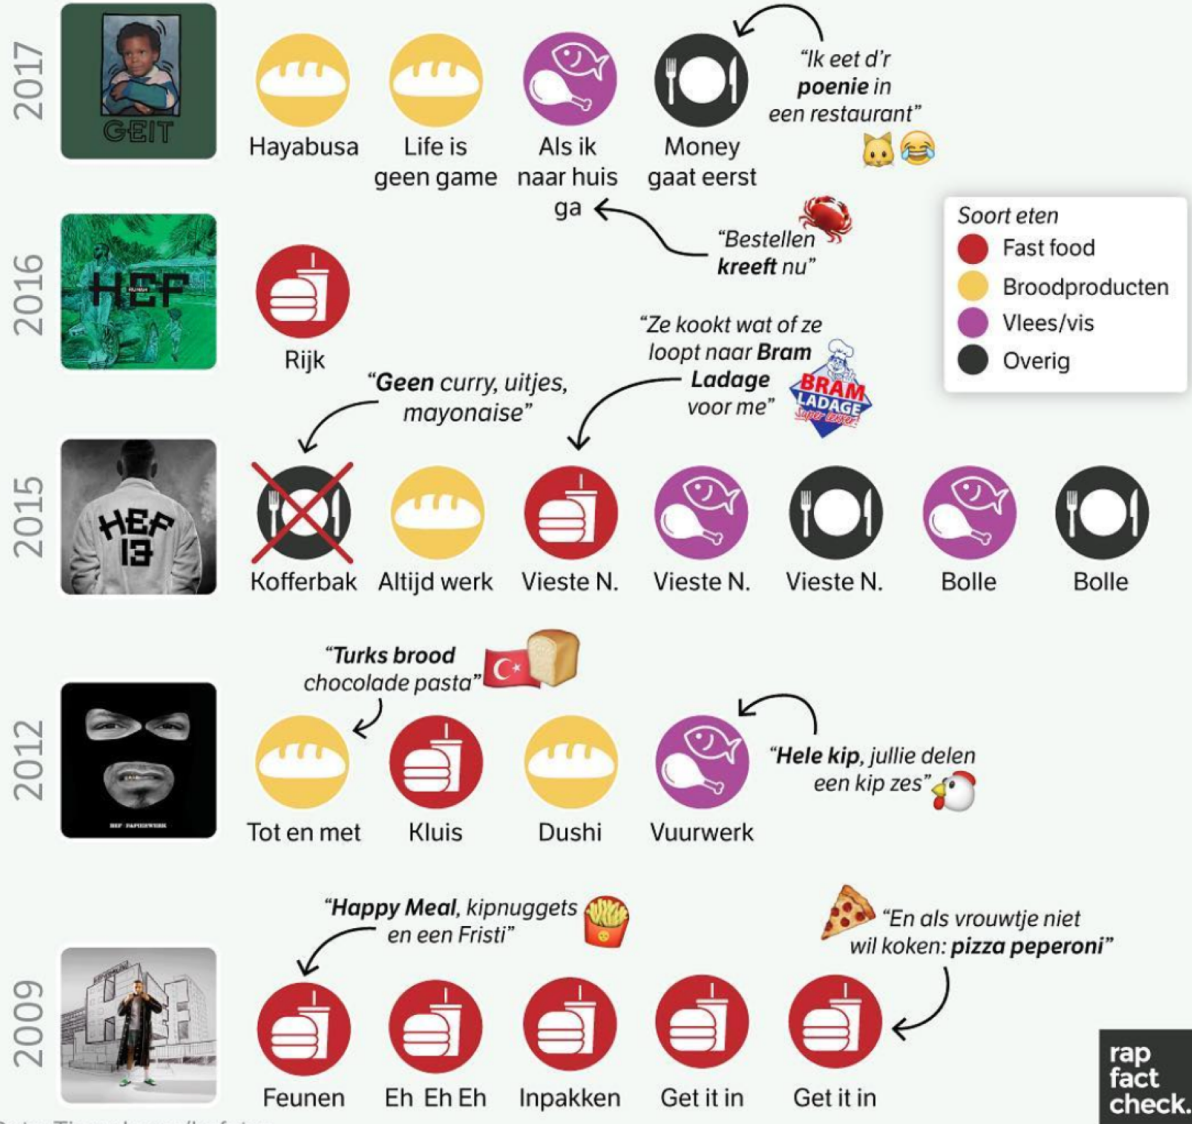 2017
GEIT
Hayabusa
Life is
geen game
Als ik
naar huis
ga
Money
gaat eerst
“Ik eet d’r
poenie in
een restaurant”
“Bestellen
kreeft nu”
Soort eten
Fast food
Broodproducten
Vlees/vis
Overig
2016
HEF
Rijk
“Geen curry, uitjes,
mayonaise”
“Ze kookt wat of ze
loopt naar Bram
Ladage
voor me”
BRAM
LADAGE
2015
HEF
13
Kofferbak
Altijd werk
Vieste N.
Vieste N.
Vieste N.
Bolle
Bolle
2012
“Turks brood
chocolade pasta”
Tot en met
Kluis
Dushi
Vuurwerk
“Hele kip, jullie delen
een kip zes”
2009
“Happy Meal, kipnuggets
en een Fristi”
“En als vrouwtje niet
wil koken: pizza peperoni”
Feunen
Eh Eh Eh
Inpakken
Get it in
Get it in
rap
fact
check.